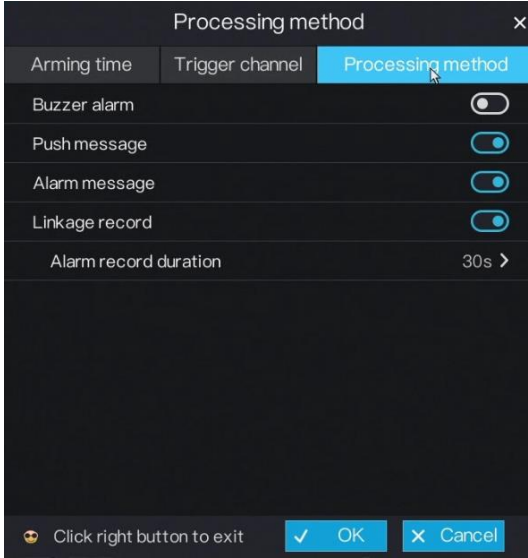 Processing method
Arming time Trigger channel Processing method
Buzzer alarm
Push message
Alarm message
Linkage record
Alarm record duration 30s
Click right button to exit OK Cancel